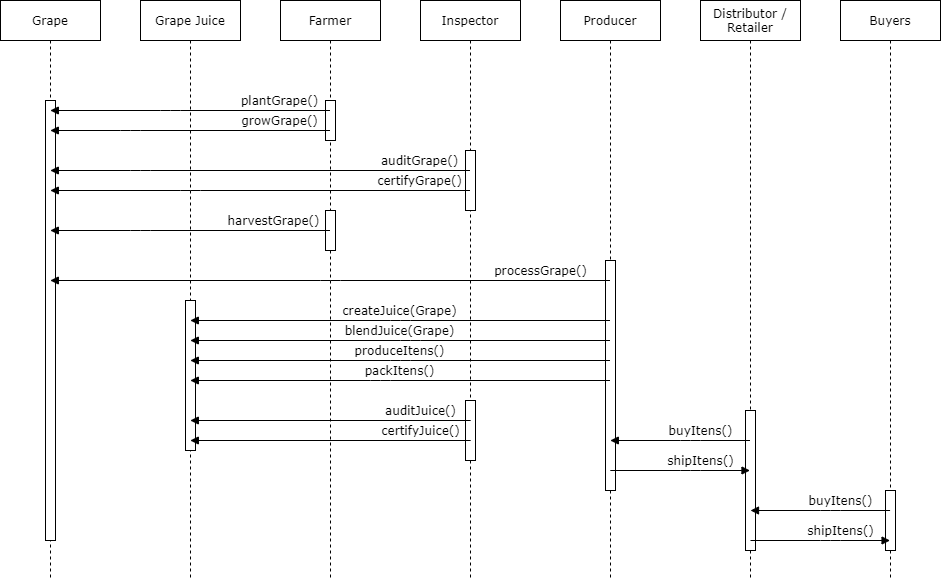 Grape
Grape Juice
Farmer
Inspector
Producer
Distributor /
Retailer
Buyers
plantGrape()
growGrape()
auditGrape()
certifyGrape()
harvestGrape()
processGrape()
createJuice(Grape)
blendJuice(Grape)
produceItens()
packItens()
auditJuice()
certifyJuice()
buyItens()
shipItens()
buyItens()
shipItens()